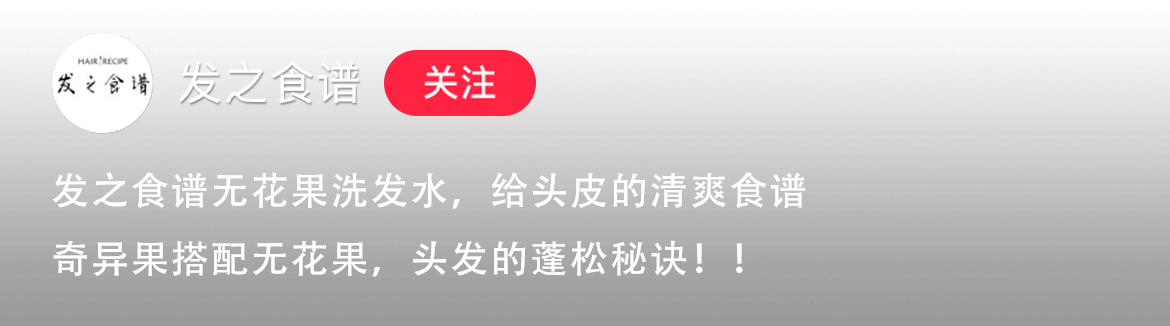 HAIR RECIPE
发之食谱
发之食谱 关注
发之食谱无花果洗发水，给头皮的清爽食谱
奇异果搭配无花果，头发的蓬松秘诀！！